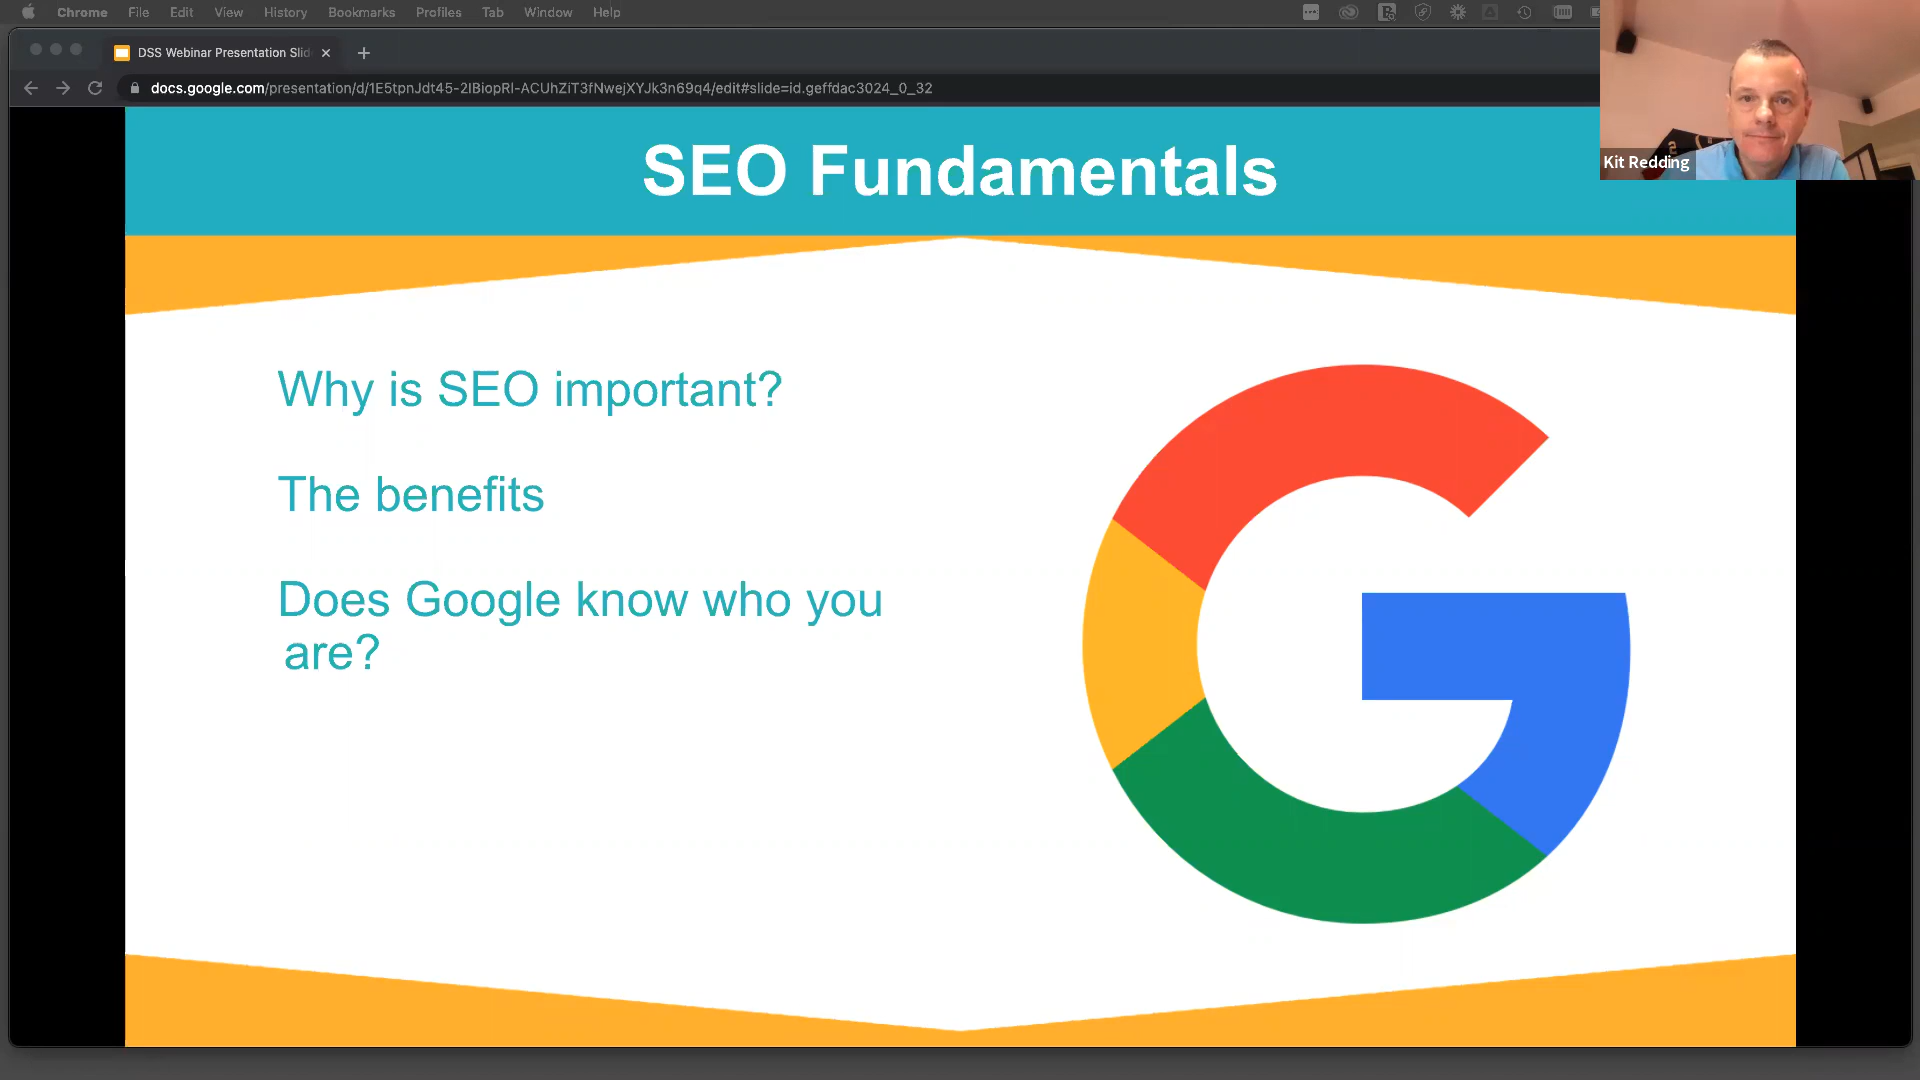 Chrome File Edit View History Bookmarks Profiles Tab Window Help
DSS Webinar Presentation Slid
docs.google.com/presentation/d/1E5tpnJdt45-2IBiopRI-ACUhZiT3fNwejXYJk3n69q4/edit#slide=id.geffdac3024_0_32
Kit Redding
SEO Fundamentals
Why is SEO important?
The benefits
Does Google know who you
are?